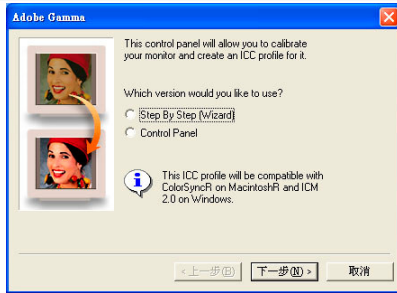 Adobe Gamma
This control panel will allow you to calibrate
your monitor and create an ICC profile for it.
Which version would you like to use?
Step By Step (Wizard)
Control Panel
This ICC profile will be compatible with
ColorSyncR on MacintoshR and ICM
2.0 on Windows.
<上一步(B) 下一步(N)> 取消